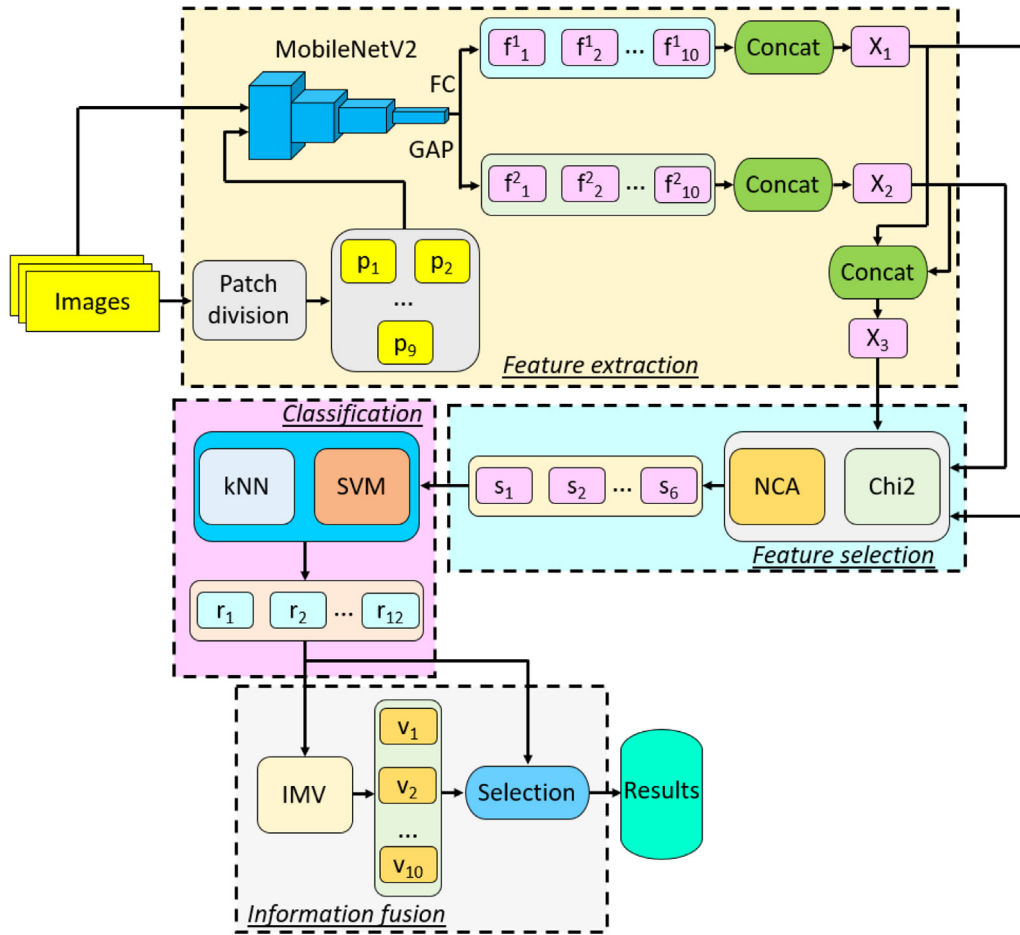 MobileNetV2
FC
GAP
f¹₁ f¹₂ ... f¹₁₀
Concat
X₁
f²₁ f²₂ ... f²₁₀
Concat
X₂
Concat
X₃
Images
Patch
division
p₁ p₂
...
p₉
Feature extraction
Classification
kNN SVM
s₁ s₂ ... s₆
NCA Chi2
Feature selection
r₁ r₂ ... r₁₂
IMV
v₁
v₂
...
v₁₀
Selection
Results
Information fusion